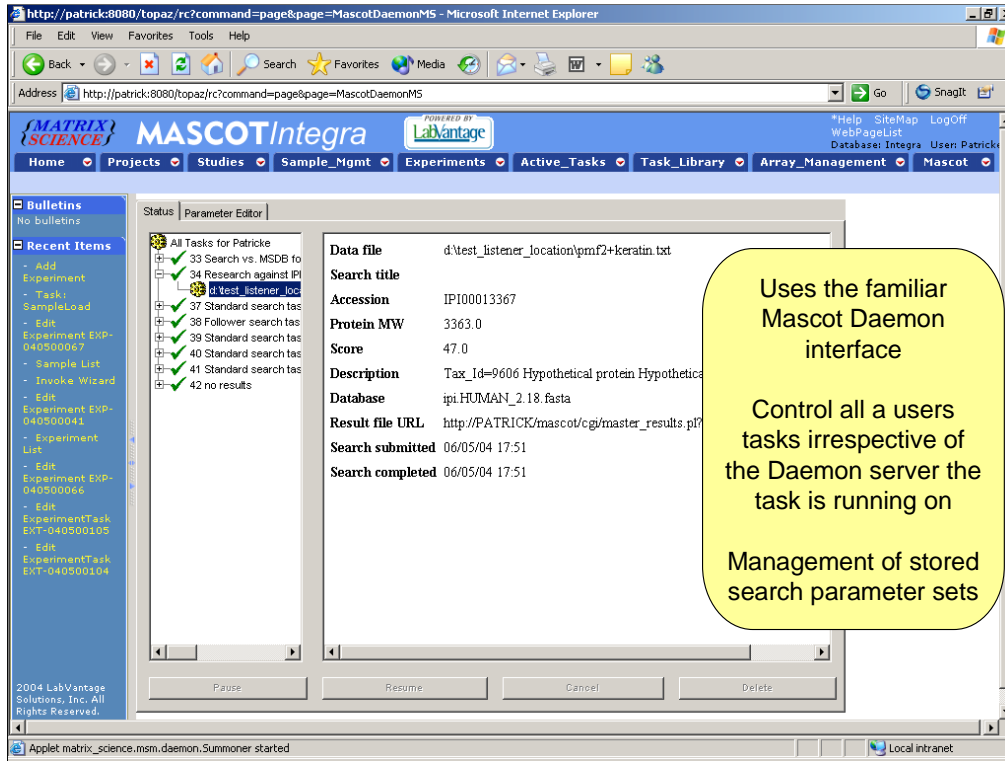 http://patrick:8080/topaz/rc?command=page&page=MascotDaemonMS - Microsoft Internet Explorer
File Edit View Favorites Tools Help
Back Search Favorites Media
Address http://patrick:8080/topaz/rc?command=page&page=MascotDaemonMS Go SnagIt
{MATRIX}
{SCIENCE}
MASCOTIntegra
POWERED BY
LabVantage
*Help SiteMap LogOff
WebPageList
Database: Integra User: Patricke
Home Projects Studies Sample_Mgmt Experiments Active_Tasks Task_Library Array_Management Mascot
Bulletins
No bulletins
Recent Items
- Add
Experiment
- Task:
SampleLoad
- Edit
Experiment EXP-
040500067
- Sample List
- Invoke Wizard
- Edit
Experiment EXP-
040500041
- Experiment
List
- Edit
Experiment EXP-
040500066
- Edit
ExperimentTask
EXT-040500105
- Edit
ExperimentTask
EXT-040500104
2004 LabVantage
Solutions, Inc. All
Rights Reserved.
Status Parameter Editor
All Tasks for Patricke
33 Search vs. MSDB fo
34 Research against IPI
d:\test_listener_loca
37 Standard search tas
38 Follower search tas
39 Standard search tas
40 Standard search tas
41 Standard search tas
42 no results
Data file d:\test_listener_location\pmf2+keratin.txt
Search title
Accession IPI00013367
Protein MW 3363.0
Score 47.0
Description Tax_Id=9606 Hypothetical protein Hypothetica
Database ipi.HUMAN_2.18.fasta
Result file URL http://PATRICK/mascot/cgi/master_results.pl?
Search submitted 06/05/04 17:51
Search completed 06/05/04 17:51
Pause Resume Cancel Delete
Uses the familiar
Mascot Daemon
interface
Control all a users
tasks irrespective of
the Daemon server the
task is running on
Management of stored
search parameter sets
Applet matrix_science.msm.daemon.Summoner started
Local intranet